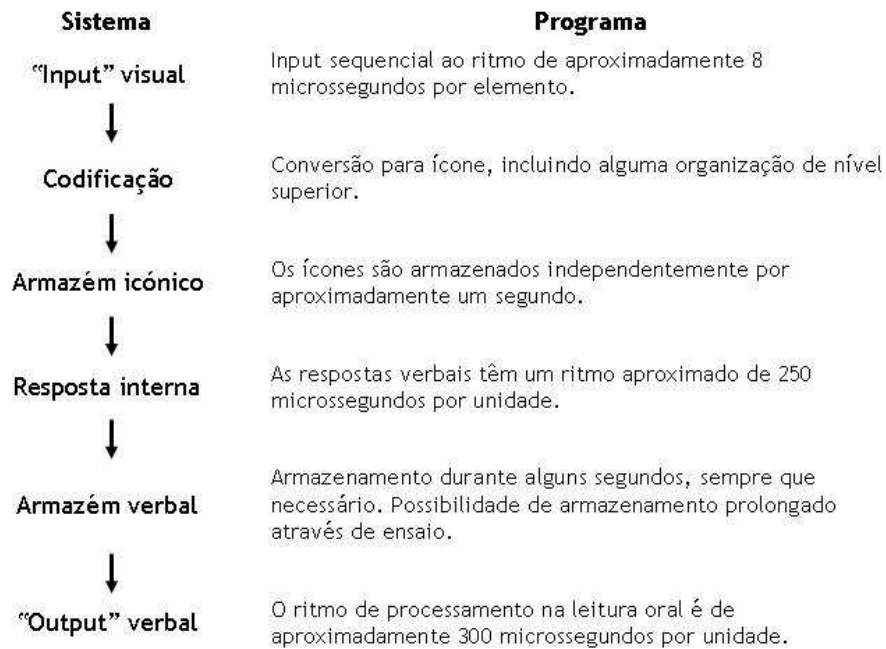 Sistema Programa
“Input” visual
Input sequencial ao ritmo de aproximadamente 8
microssegundos por elemento.
Codificação
Conversão para ícone, incluindo alguma organização de nível
superior.
Armazém icónico
Os ícones são armazenados independentemente por
aproximadamente um segundo.
Resposta interna
As respostas verbais têm um ritmo aproximado de 250
microssegundos por unidade.
Armazém verbal
Armazenamento durante alguns segundos, sempre que
necessário. Possibilidade de armazenamento prolongado
através de ensaio.
“Output” verbal
O ritmo de processamento na leitura oral é de
aproximadamente 300 microssegundos por unidade.